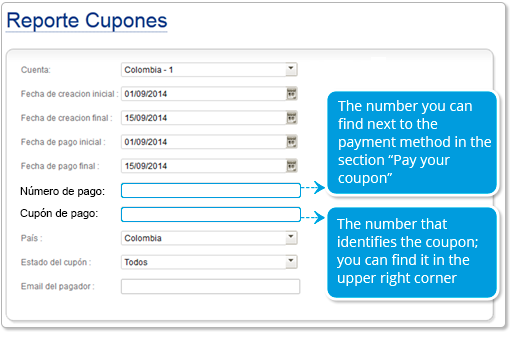 Reporte Cupones
Cuenta: Colombia - 1
Fecha de creacion inicial : 01/09/2014
Fecha de creacion final : 15/09/2014
Fecha de pago inicial : 01/09/2014
Fecha de pago final : 15/09/2014
Número de pago:
Cupón de pago:
País : Colombia
Estado del cupón : Todos
Email del pagador :
The number you can
find next to the
payment method in the
section “Pay your
coupon”
The number that
identifies the coupon;
you can find it in the
upper right corner